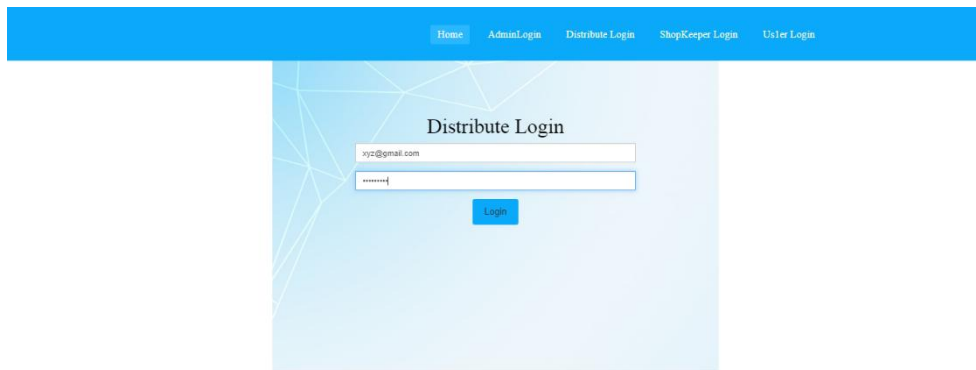 Home AdminLogin Distribute Login ShopKeeper Login Us1er Login
Distribute Login
xyz@gmail.com
•••••••••
Login